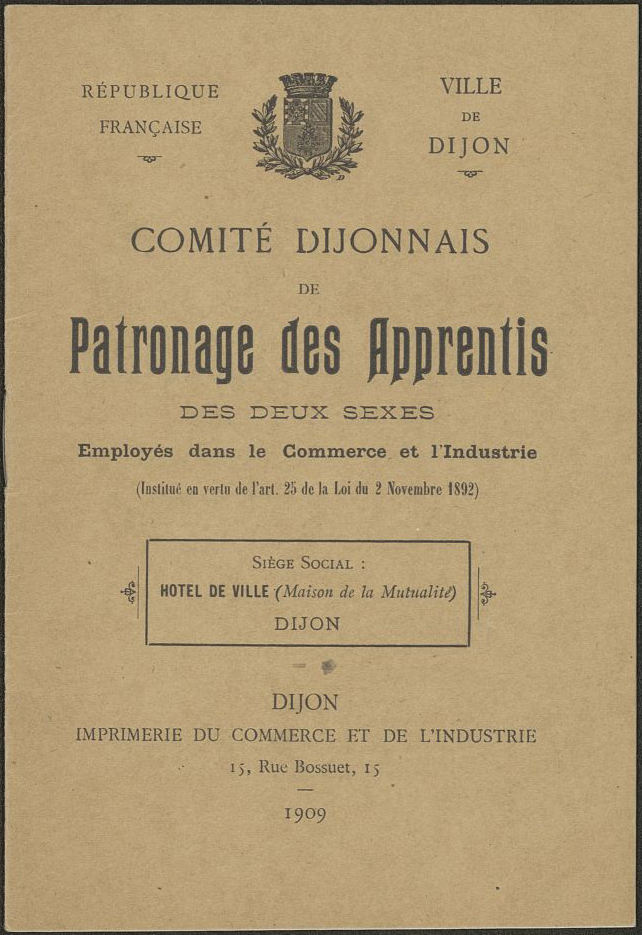 RÉPUBLIQUE
FRANÇAISE
VILLE
DE
DIJON
COMITÉ DIJONNAIS
DE
Patronage des Apprentis
DES DEUX SEXES
Employés dans le Commerce et l'Industrie
(Institué en vertu de l'art. 25 de la Loi du 2 Novembre 1892)
SIÈGE SOCIAL :
HOTEL DE VILLE (Maison de la Mutualité)
DIJON
DIJON
IMPRIMERIE DU COMMERCE ET DE L'INDUSTRIE
15, Rue Bossuet, 15
1909